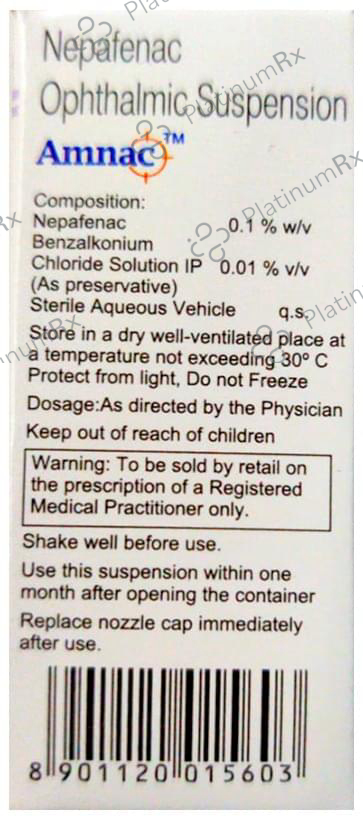 Nepafenac
Ophthalmic Suspension
Amnac™
Composition:
Nepafenac 0.1 % w/v
Benzalkonium
Chloride Solution IP 0.01 % v/v
(As preservative)
Sterile Aqueous Vehicle q.s.
Store in a dry well-ventilated place at
a temperature not exceeding 30º C
Protect from light, Do not Freeze
Dosage:As directed by the Physician
Keep out of reach of children
Warning: To be sold by retail on
the prescription of a Registered
Medical Practitioner only.
Shake well before use.
Use this suspension within one
month after opening the container
Replace nozzle cap immediately
after use.
8 901120 015603
PlatinumRx
PlatinumRx
PlatinumRx